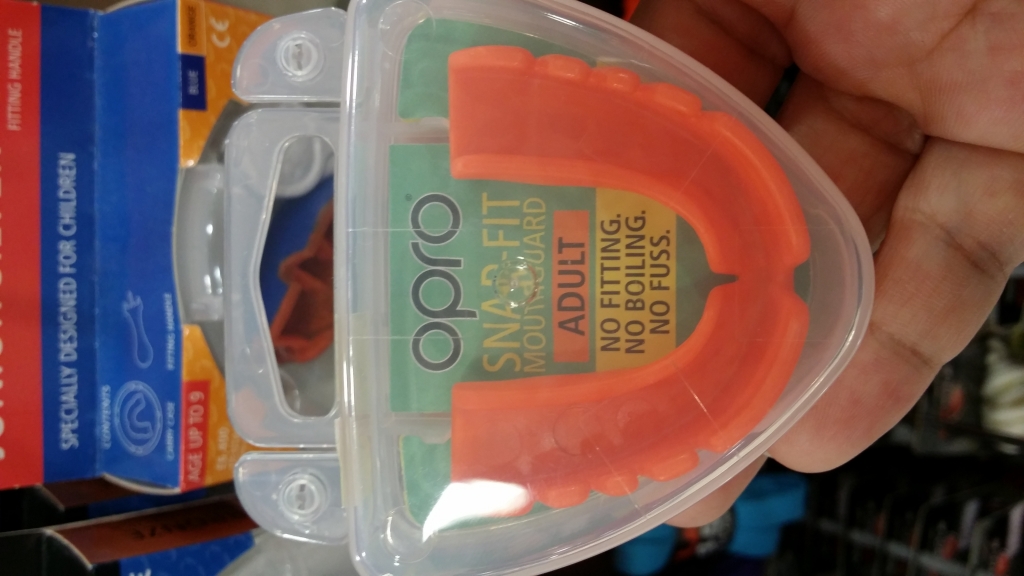 opro
SNAP-FIT
MOUTHGUARD
ADULT
NO FITTING.
NO BOILING.
NO FUSS.
FITTING HANDLE
SPECIALLY DESIGNED FOR CHILDREN
CONTENTS
CARRY CASE
FITTING HANDLE
AGE UP TO 9
BLUE
CE